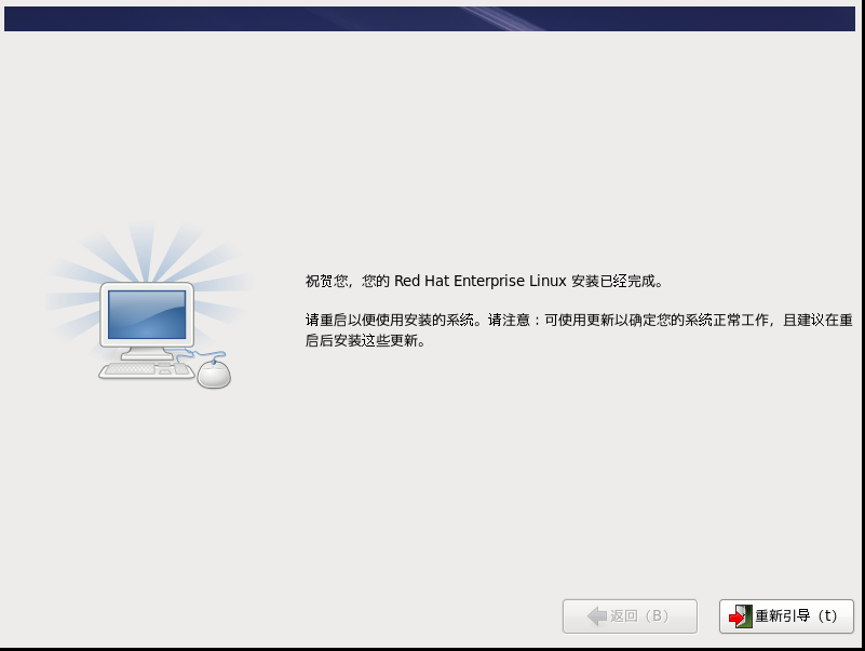 祝贺您，您的 Red Hat Enterprise Linux 安装已经完成。
请重启以便使用安装的系统。请注意：可使用更新以确定您的系统正常工作，且建议在重
启后安装这些更新。
返回（B）
重新引导（t）